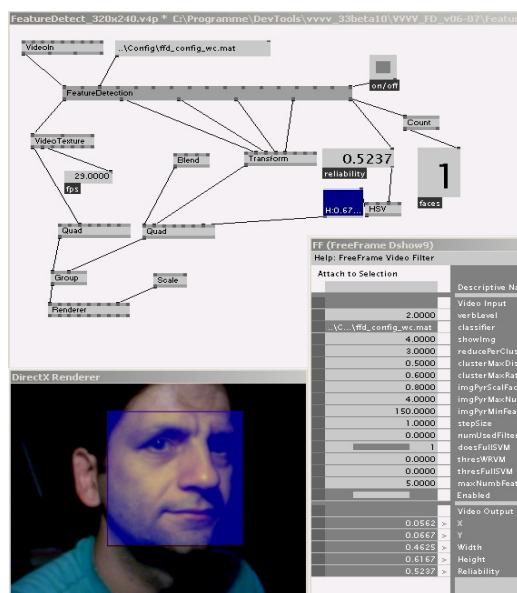 FeatureDetect_320x240.v4p * C:\Programme\DevTools\vvvv_33beta10\VVVV_FD_v06-07\Featur
VideoIn
..\Config\ffd_config_wc.mat
on/off
FeatureDetection
Count
VideoTexture
Blend
Transform
0.5237
reliability
1
faces
29.0000
fps
H:0.67...
HSV
Quad
Quad
Group
Scale
Renderer
FF (FreeFrame Dshow9)
Help: FreeFrame Video Filter
Attach to Selection
Descriptive Na
Video Input
2.0000 verbLevel
..\C...\ffd_config_wc.mat classifier
4.0000 showImg
3.0000 reducePerClus
0.5000 clusterMaxDis
0.6000 clusterMaxRat
0.8000 imgPyrScalFac
4.0000 imgPyrMaxNu
150.0000 imgPyrMinFea
1.0000 stepSize
0.0000 numUsedFilter
1 doesFullSVM
0.0000 thresWRVM
0.0000 thresFullSVM
5.0000 maxNumbFeat
Enabled
Video Output
0.0562 > X
0.0667 > Y
0.4625 > Width
0.6167 > Height
0.5237 > Reliability
DirectX Renderer